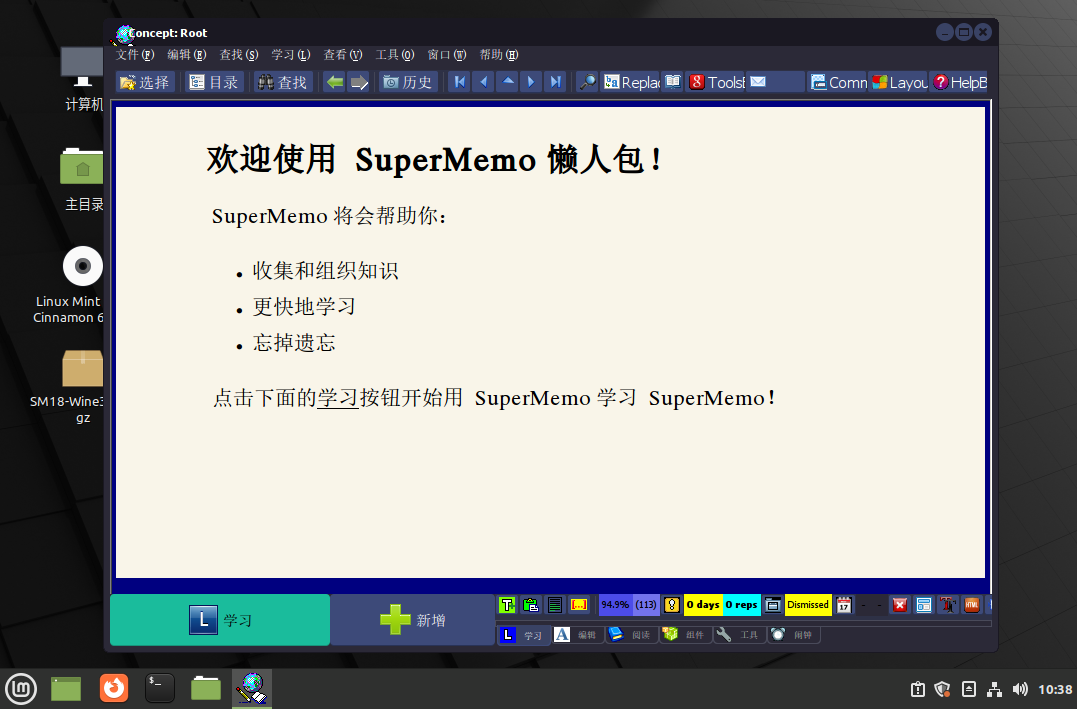 Concept: Root
文件(F) 编辑(E) 查找(S) 学习(L) 查看(V) 工具(O) 窗口(W) 帮助(H)
选择 目录 查找 历史 Replac ToolsB Comm Layou HelpB
计算机
主目录
Linux Mint
Cinnamon 6
SM18-Wine3
gz
欢迎使用 SuperMemo 懒人包！
SuperMemo 将会帮助你：
• 收集和组织知识
• 更快地学习
• 忘掉遗忘
点击下面的学习按钮开始用 SuperMemo 学习 SuperMemo！
L 学习 新增
94.9% (113) 0 days 0 reps Dismissed 17 - - HTML
L 学习 A 编辑 阅读 组件 工具 闹钟
10:38